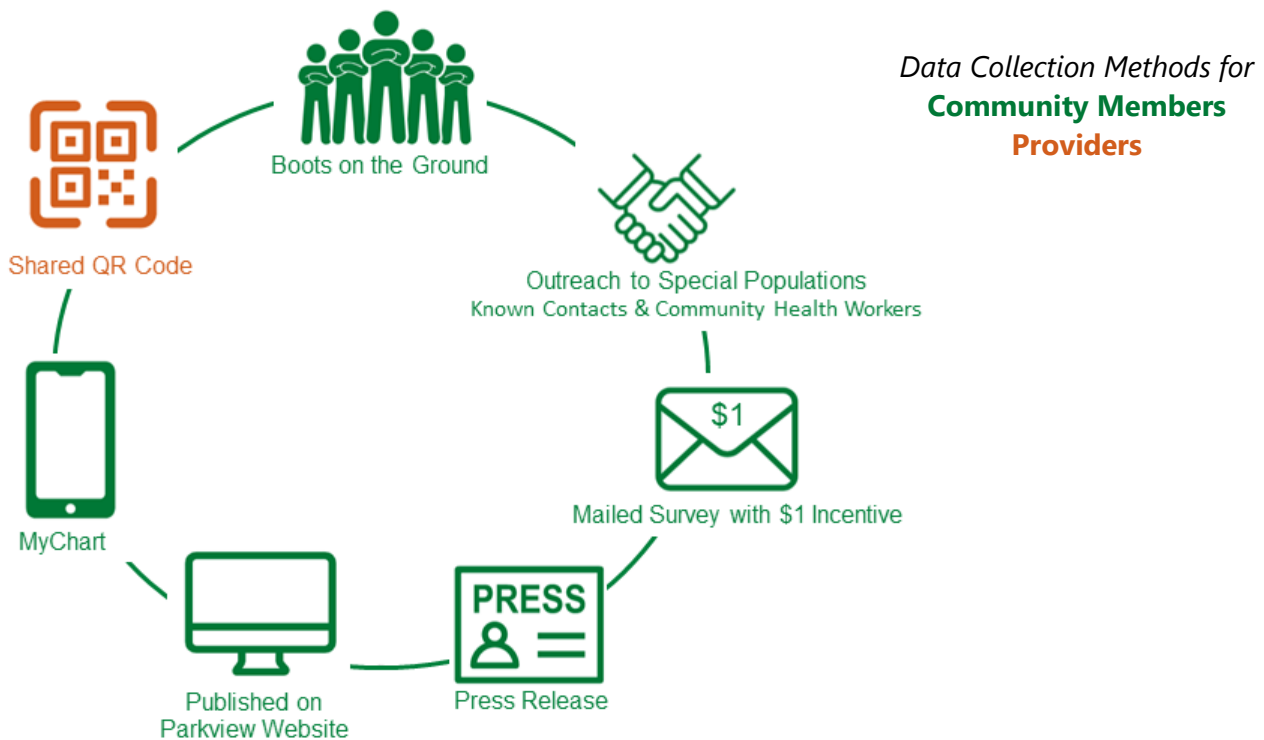 Data Collection Methods for
Community Members
Providers
Boots on the Ground
Outreach to Special Populations
Known Contacts & Community Health Workers
$1
Mailed Survey with $1 Incentive
PRESS
Press Release
Published on
Parkview Website
MyChart
Shared QR Code